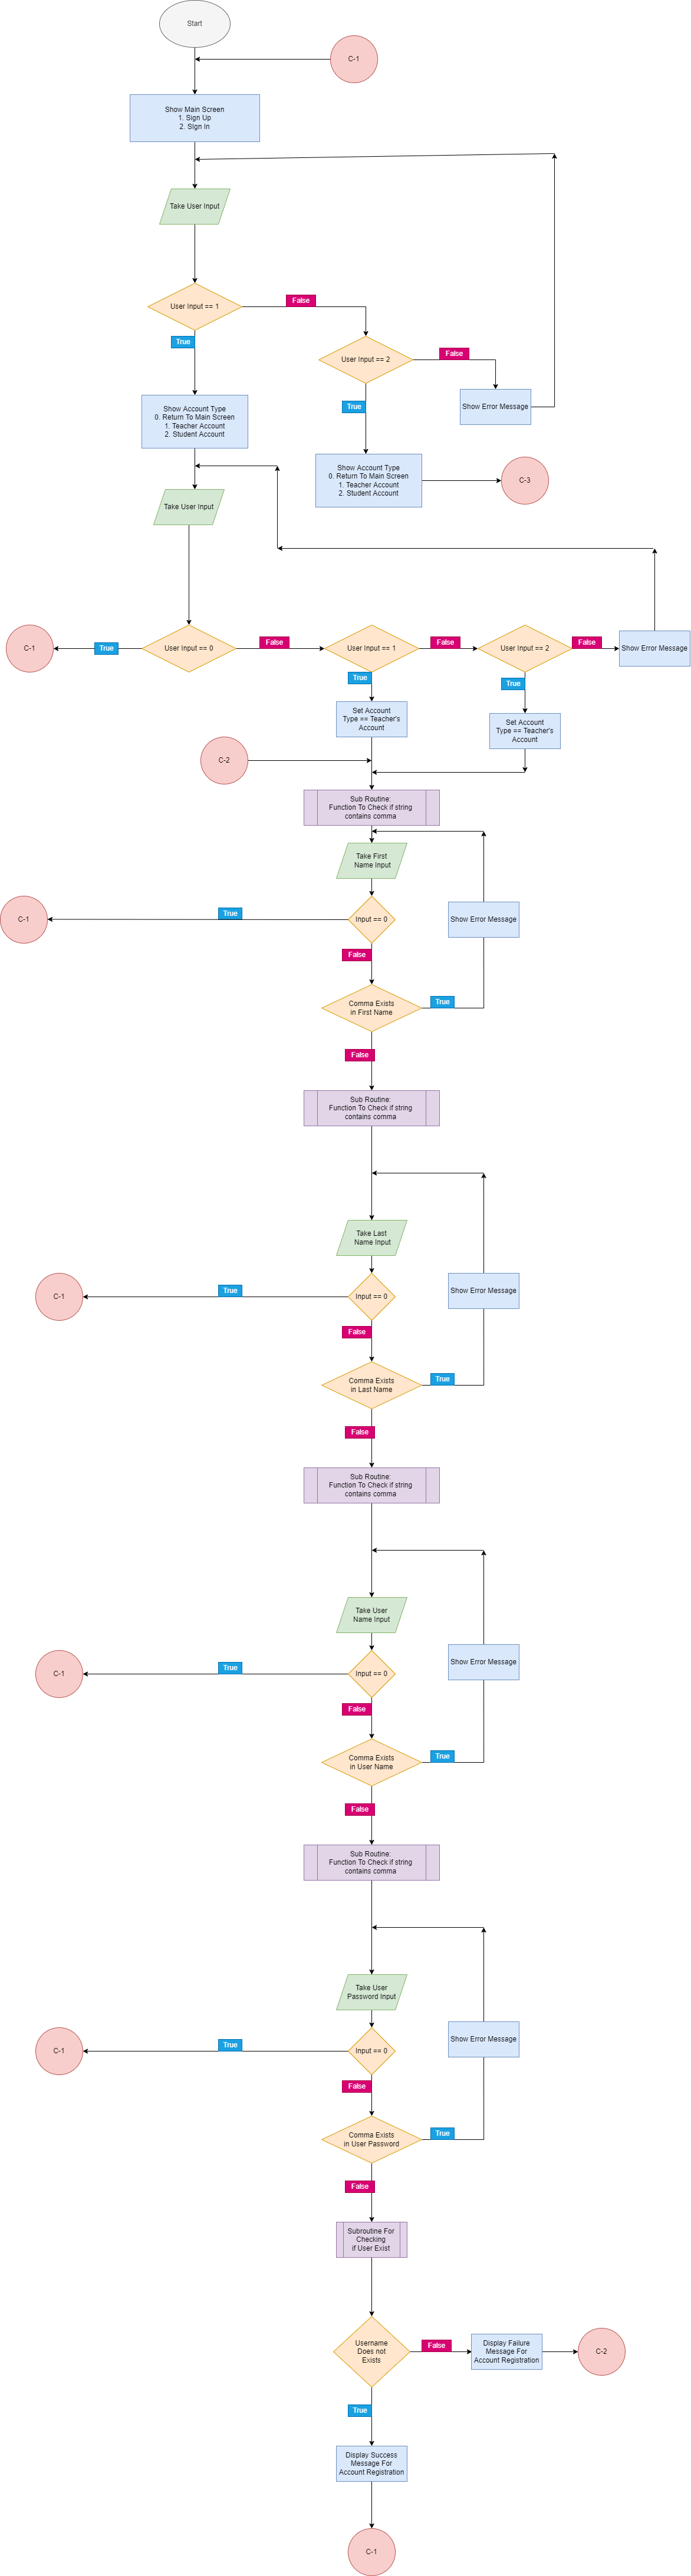 Start
C-1
Show Main Screen
1. Sign Up
2. SIgn In
Take User Input
User Input == 1
False
True
User Input == 2
False
True
Show Error Message
Show Account Type
0. Return To Main Screen
1. Teacher Account
2. Student Account
Show Account Type
0. Return To Main Screen
1. Teacher Account
2. Student Account
C-3
Take User Input
C-1
True
User Input == 0
False
User Input == 1
False
User Input == 2
False
Show Error Message
True
True
Set Account
Type == Teacher's
Account
Set Account
Type == Teacher's
Account
C-2
Sub Routine:
Function To Check if string
contains comma
Take First
Name Input
C-1
True
Input == 0
Show Error Message
False
Comma Exists
in First Name
True
False
Sub Routine:
Function To Check if string
contains comma
Take Last
Name Input
C-1
True
Input == 0
Show Error Message
False
Comma Exists
in Last Name
True
False
Sub Routine:
Function To Check if string
contains comma
Take User
Name Input
C-1
True
Input == 0
Show Error Message
False
Comma Exists
in User Name
True
False
Sub Routine:
Function To Check if string
contains comma
Take User
Password Input
C-1
True
Input == 0
Show Error Message
False
Comma Exists
in User Password
True
False
Subroutine For
Checking
if User Exist
Username
Does not
Exists
False
Display Failure
Message For
Account Registration
C-2
True
Display Success
Message For
Account Registration
C-1